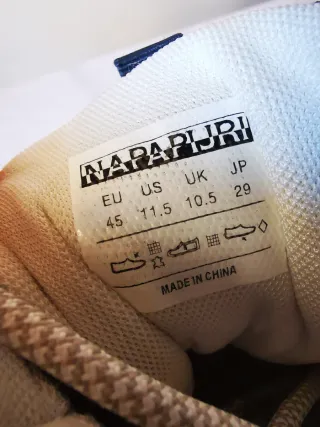 NAPAPIJRI
EU US UK JP
45 11.5 10.5 29
MADE IN CHINA